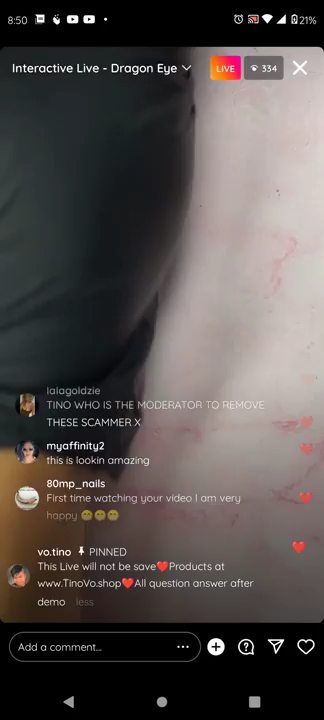 8:50
21%
Interactive Live - Dragon Eye
LIVE
334
lalagoldzie
TINO WHO IS THE MODERATOR TO REMOVE
THESE SCAMMER X
myaffinity2
this is lookin amazing
80mp_nails
First time watching your video I am very
happy 😁😁😁
vo.tino PINNED
This Live will not be save❤️Products at
www.TinoVo.shop❤️All question answer after
demo less
Add a comment...